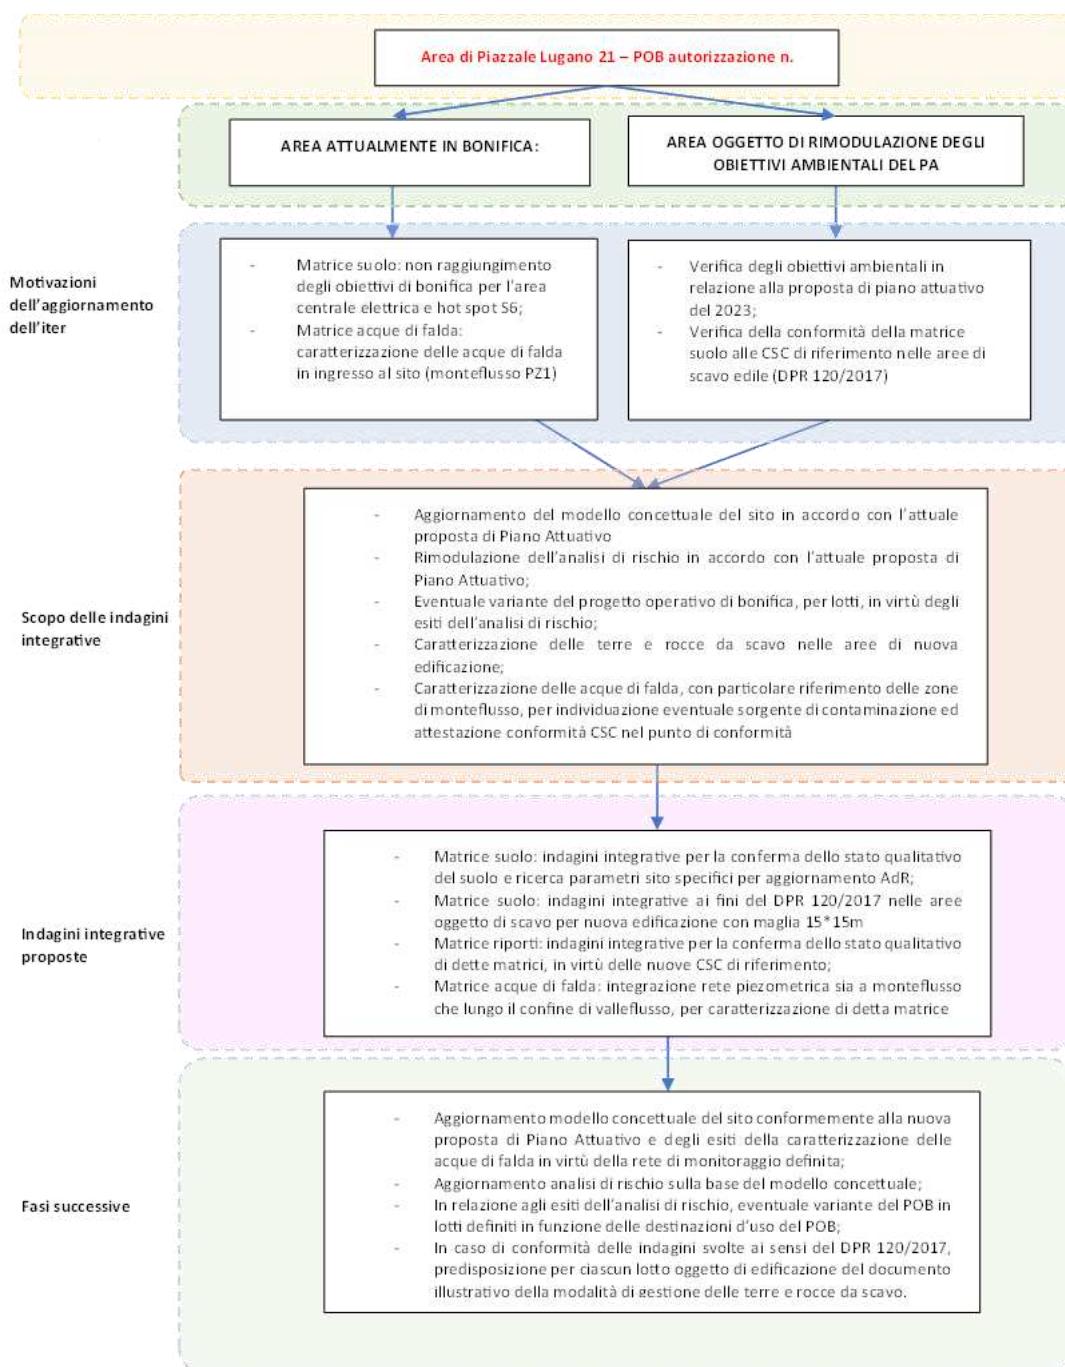 Area di Piazzale Lugano 21 – POB autorizzazione n.
AREA ATTUALMENTE IN BONIFICA:
AREA OGGETTO DI RIMODULAZIONE DEGLI
OBIETTIVI AMBIENTALI DEL PA
Motivazioni
dell'aggiornamento
dell'iter
- Matrice suolo: non raggiungimento
degli obiettivi di bonifica per l'area
centrale elettrica e hot spot S6;
- Matrice acque di falda:
caratterizzazione delle acque di falda
in ingresso al sito (monteflusso PZ1)
- Verifica degli obiettivi ambientali in
relazione alla proposta di piano attuativo
del 2023;
- Verifica della conformità della matrice
suolo alle CSC di riferimento nelle aree di
scavo edile (DPR 120/2017)
Scopo delle indagini
integrative
- Aggiornamento del modello concettuale del sito in accordo con l'attuale
proposta di Piano Attuativo
- Rimodulazione dell'analisi di rischio in accordo con l'attuale proposta di
Piano Attuativo;
- Eventuale variante del progetto operativo di bonifica, per lotti, in virtù degli
esiti dell'analisi di rischio;
- Caratterizzazione delle terre e rocce da scavo nelle aree di nuova
edificazione;
- Caratterizzazione delle acque di falda, con particolare riferimento delle zone
di monteflusso, per individuazione eventuale sorgente di contaminazione ed
attestazione conformità CSC nel punto di conformità
Indagini integrative
proposte
- Matrice suolo: indagini integrative per la conferma dello stato qualitativo
del suolo e ricerca parametri sito specifici per aggiornamento AdR;
- Matrice suolo: indagini integrative ai fini del DPR 120/2017 nelle aree
oggetto di scavo per nuova edificazione con maglia 15*15m
- Matrice riporti: indagini integrative per la conferma dello stato qualitativo
di dette matrici, in virtù delle nuove CSC di riferimento;
- Matrice acque di falda: integrazione rete piezometrica sia a monteflusso
che lungo il confine di valleflusso, per caratterizzazione di detta matrice
Fasi successive
- Aggiornamento modello concettuale del sito conformemente alla nuova
proposta di Piano Attuativo e degli esiti della caratterizzazione delle
acque di falda in virtù della rete di monitoraggio definita;
- Aggiornamento analisi di rischio sulla base del modello concettuale;
- In relazione agli esiti dell'analisi di rischio, eventuale variante del POB in
lotti definiti in funzione delle destinazioni d'uso del POB;
- In caso di conformità delle indagini svolte ai sensi del DPR 120/2017,
predisposizione per ciascun lotto oggetto di edificazione del documento
illustrativo della modalità di gestione delle terre e rocce da scavo.